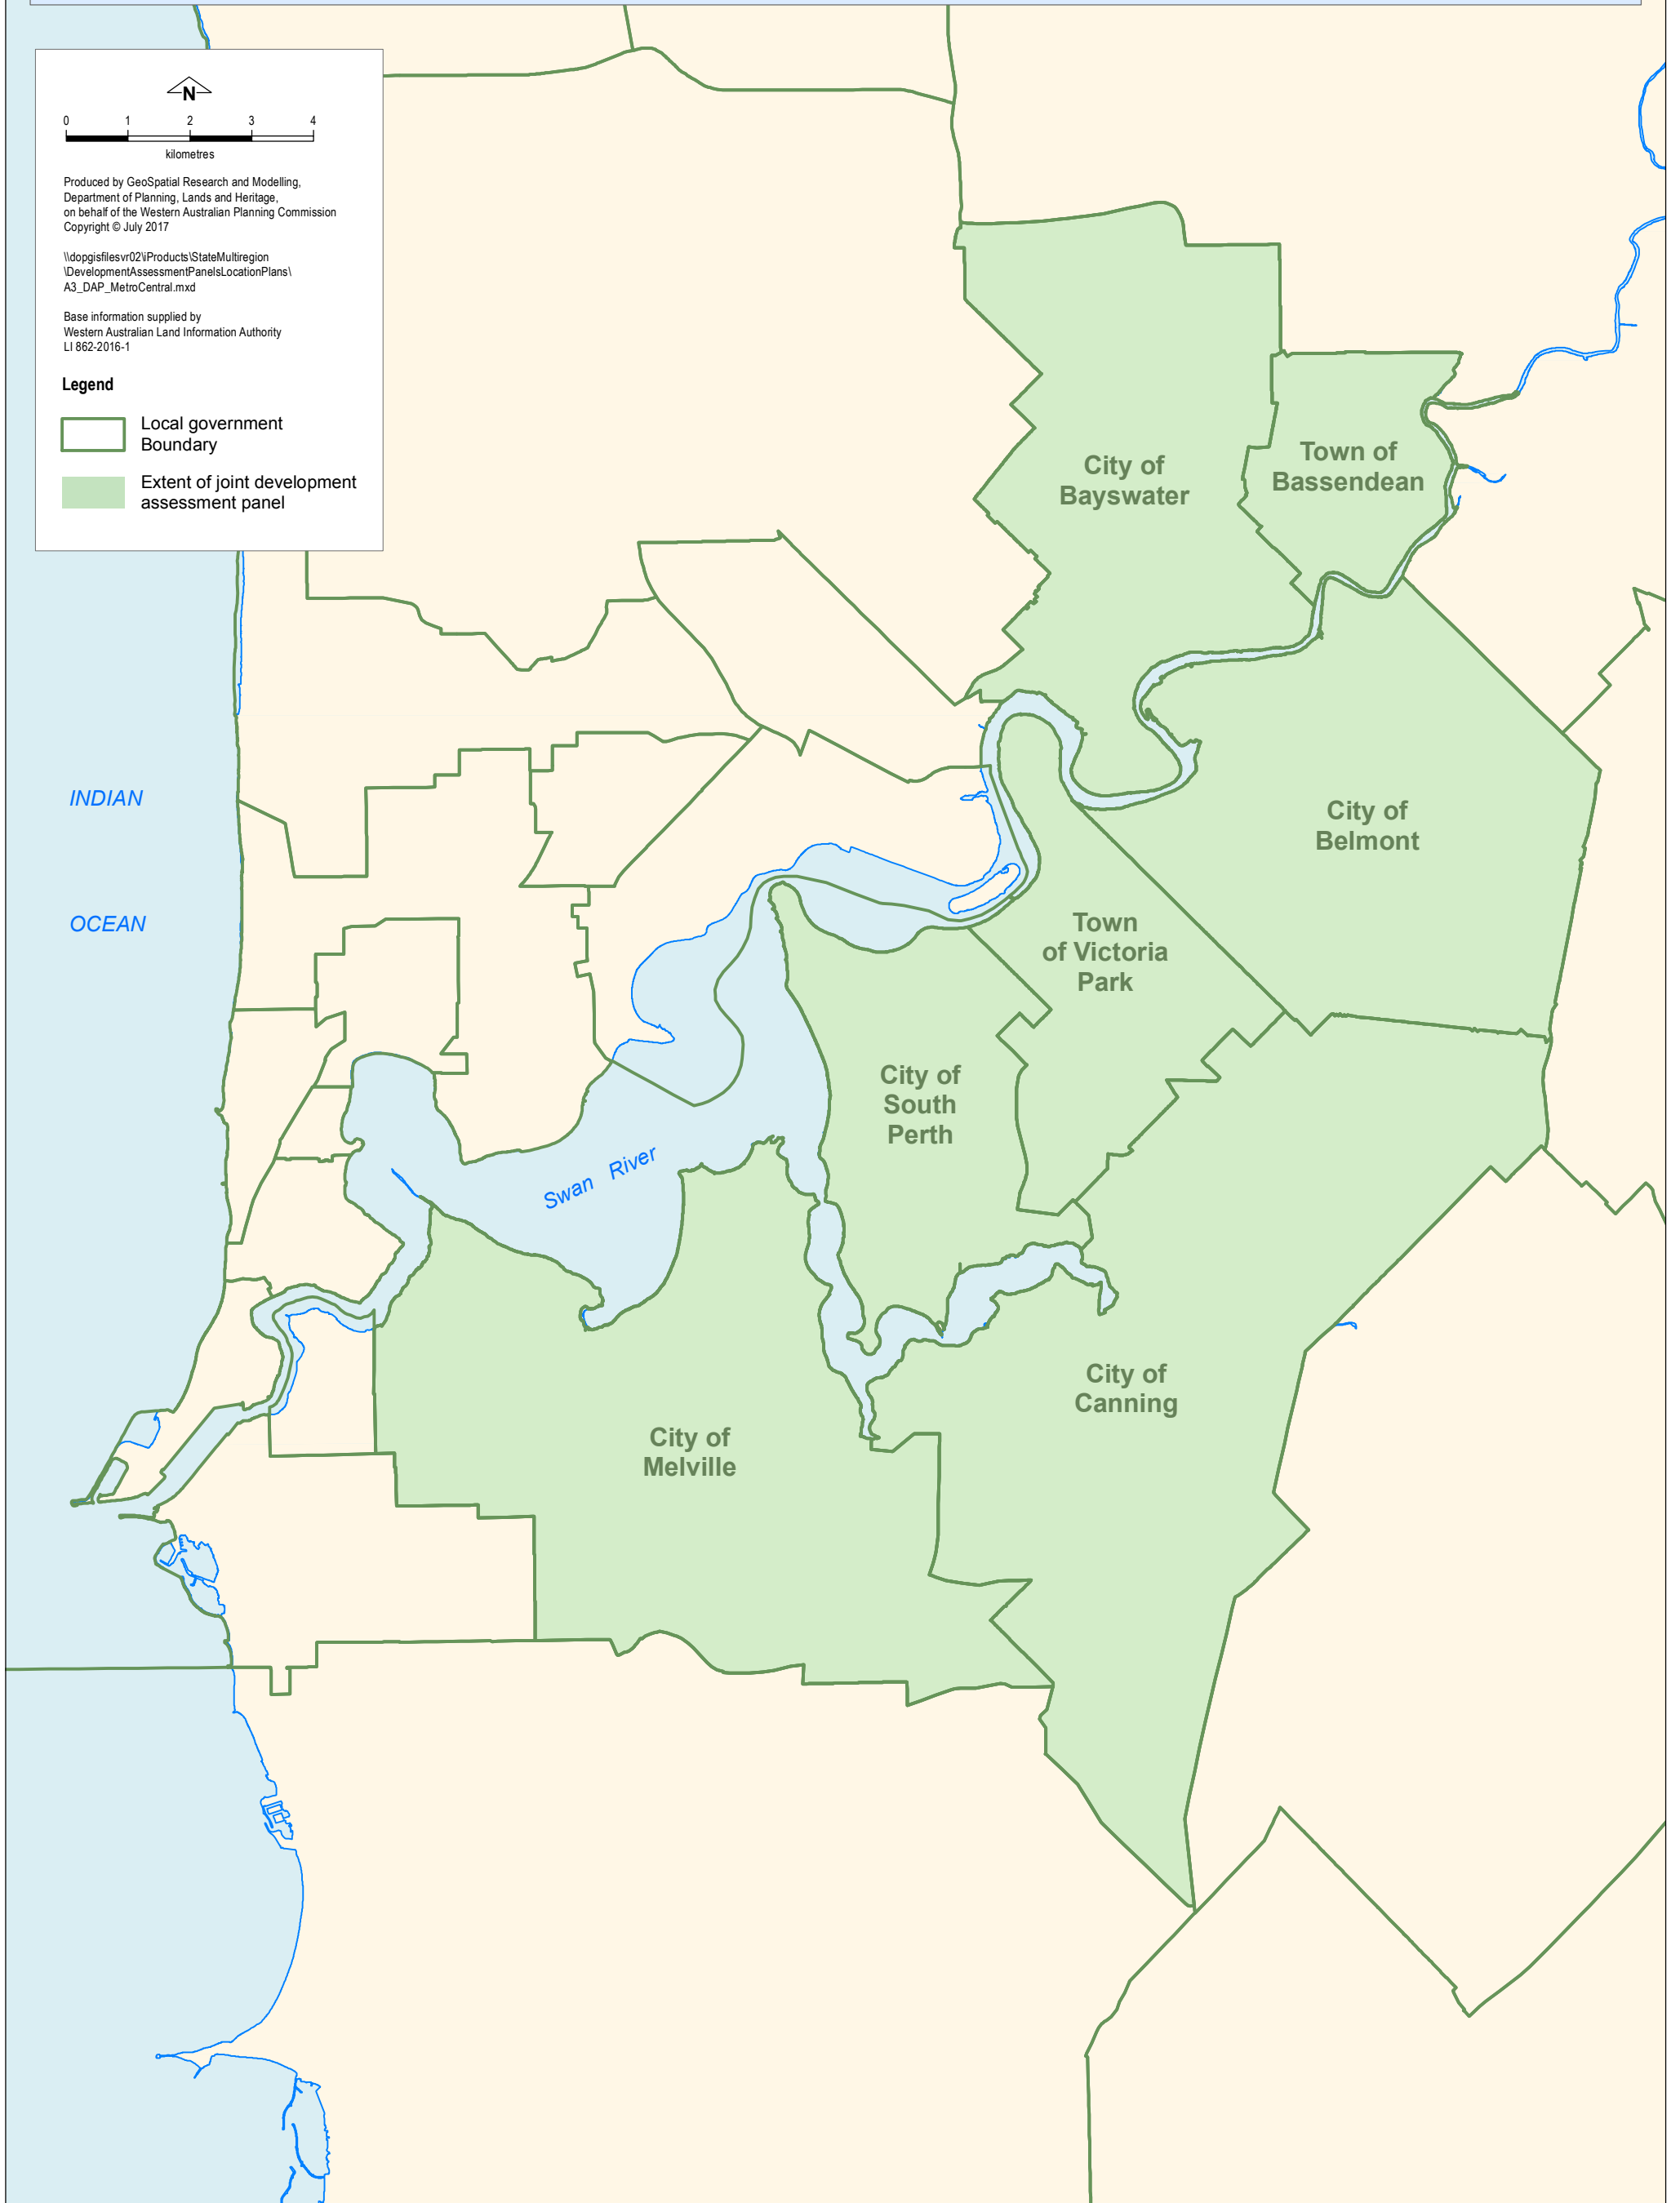 N
0 1 2 3 4
kilometres
Produced by GeoSpatial Research and Modelling,
Department of Planning, Lands and Heritage,
on behalf of the Western Australian Planning Commission
Copyright © July 2017
\\dopgisfilesvr02\iProducts\StateMultiregion
\DevelopmentAssessmentPanelsLocationPlans\
A3_DAP_MetroCentral.mxd
Base information supplied by
Western Australian Land Information Authority
LI 862-2016-1
Legend
Local government
Boundary
Extent of joint development
assessment panel
City of
Bayswater
Town of
Bassendean
INDIAN
OCEAN
City of
Belmont
Town
of Victoria
Park
City of
South
Perth
Swan River
City of
Canning
City of
Melville